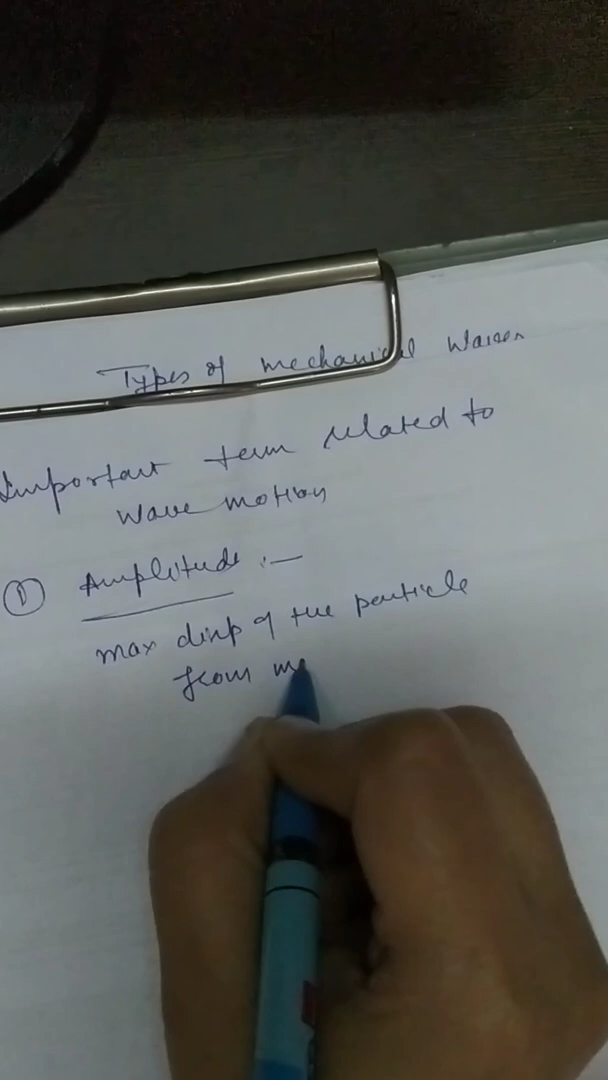 Types of mechanical Waves
Important term related to
wave motion
① Amplitude :-
max disp of the particle
from m